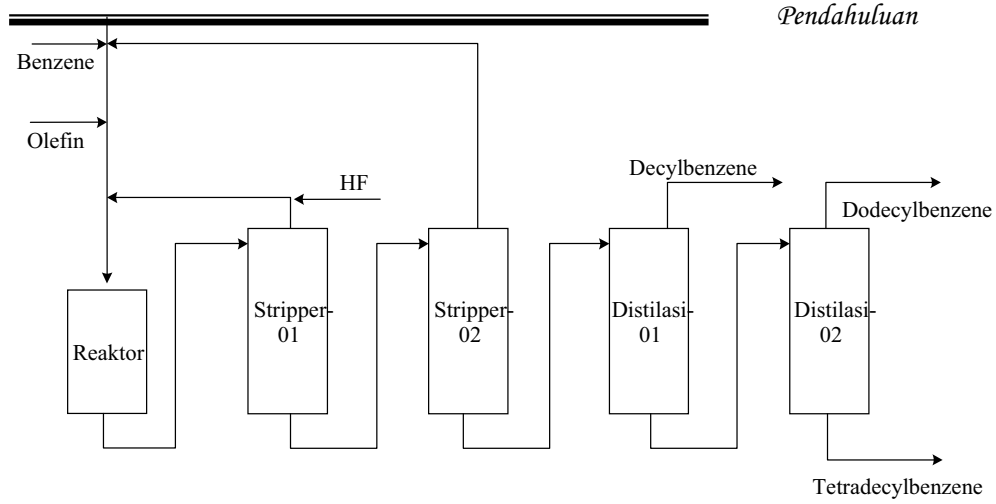 Pendahuluan
Benzene
Olefin
HF
Decylbenzene
Dodecylbenzene
Reaktor
Stripper-
01
Stripper-
02
Distilasi-
01
Distilasi-
02
Tetradecylbenzene